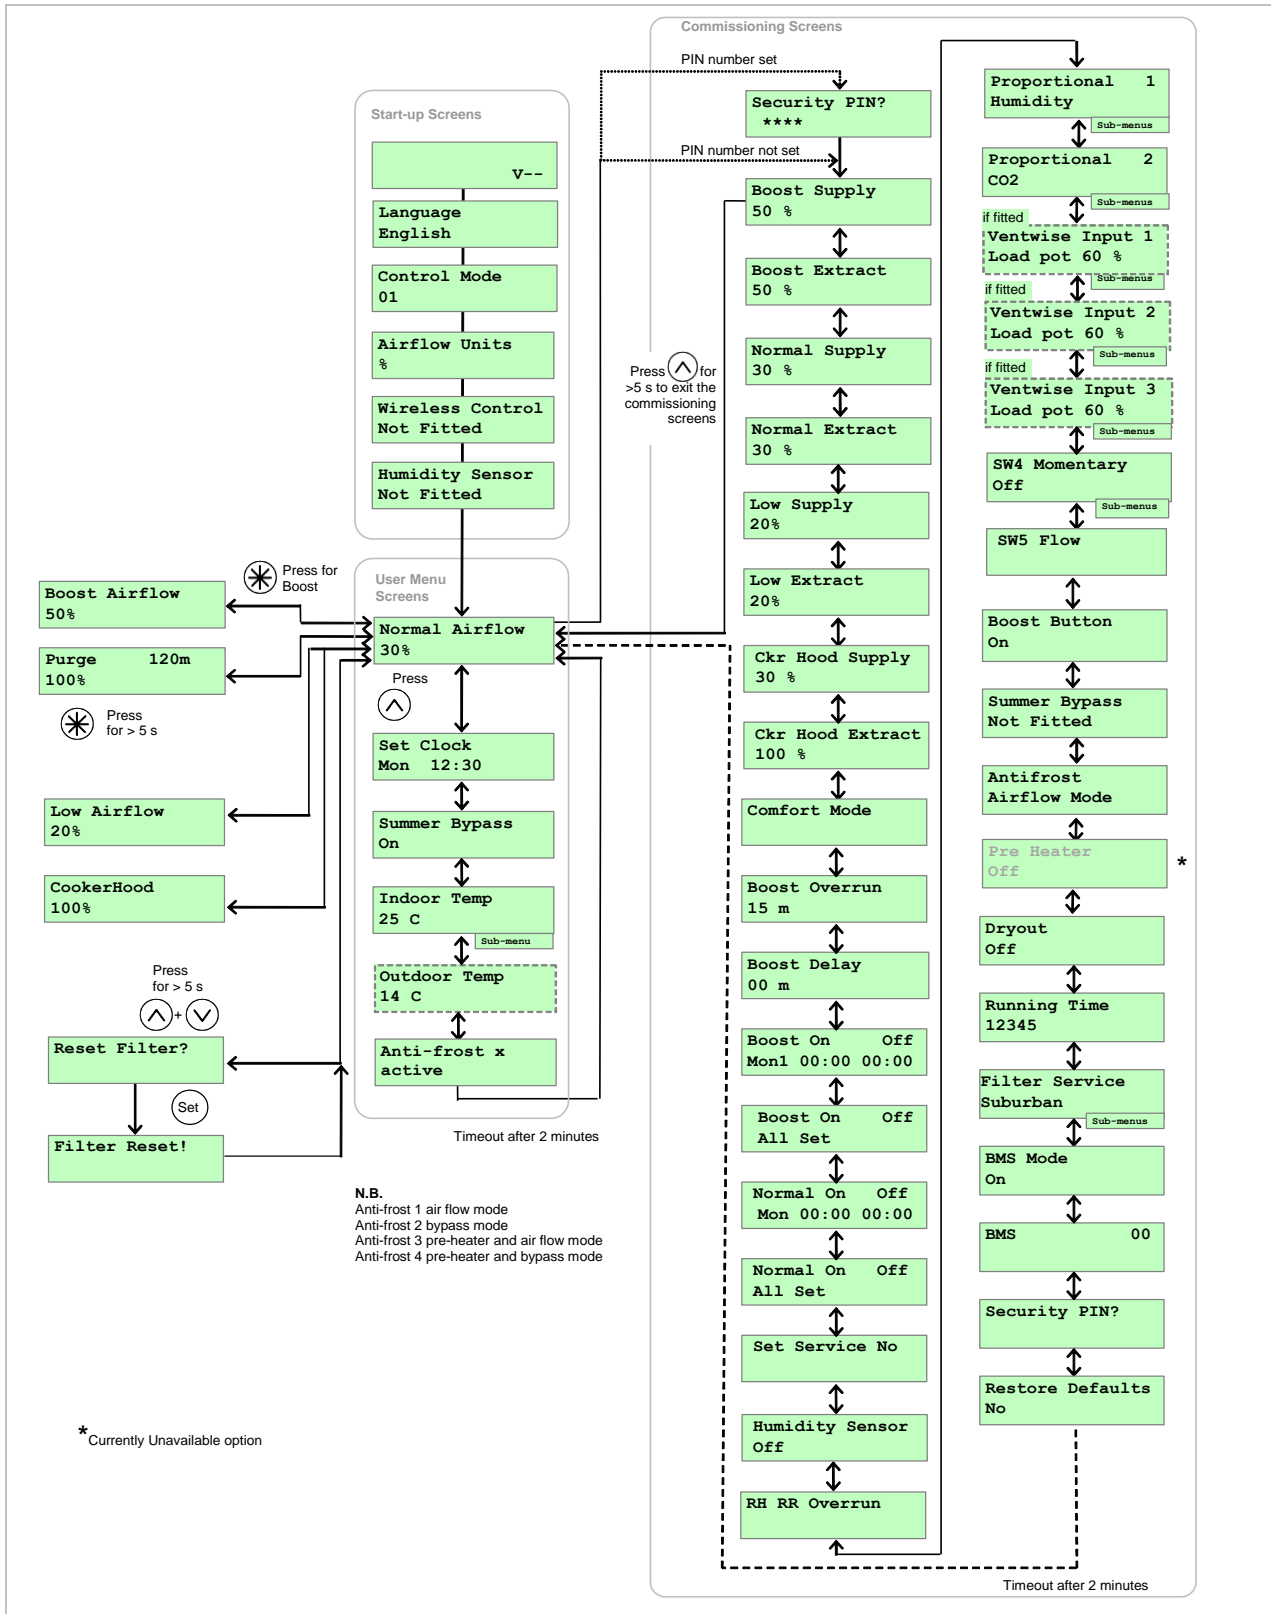 Commissioning Screens
PIN number set
Security PIN?
****
PIN number not set
Start-up Screens
V--
Language
English
Control Mode
01
Airflow Units
%
Wireless Control
Not Fitted
Humidity Sensor
Not Fitted
User Menu
Screens
Normal Airflow
30%
Press
Set Clock
Mon 12:30
Summer Bypass
On
Indoor Temp
25 C
Sub-menu
Outdoor Temp
14 C
Anti-frost x
active
Timeout after 2 minutes
Press for
Boost
Boost Airflow
50%
Purge 120m
100%
Press
for > 5 s
Low Airflow
20%
CookerHood
100%
Press
for > 5 s
+
Reset Filter?
Set
Filter Reset!
N.B.
Anti-frost 1 air flow mode
Anti-frost 2 bypass mode
Anti-frost 3 pre-heater and air flow mode
Anti-frost 4 pre-heater and bypass mode
*Currently Unavailable option
Press for
>5 s to exit the
commissioning
screens
Boost Supply
50 %
Boost Extract
50 %
Normal Supply
30 %
Normal Extract
30 %
Low Supply
20%
Low Extract
20%
Ckr Hood Supply
30 %
Ckr Hood Extract
100 %
Comfort Mode
Boost Overrun
15 m
Boost Delay
00 m
Boost On Off
Mon1 00:00 00:00
Boost On Off
All Set
Normal On Off
Mon 00:00 00:00
Normal On Off
All Set
Set Service No
Humidity Sensor
Off
RH RR Overrun
Proportional 1
Humidity
Sub-menus
Proportional 2
CO2
Sub-menus
if fitted
Ventwise Input 1
Load pot 60 %
Sub-menus
if fitted
Ventwise Input 2
Load pot 60 %
Sub-menus
if fitted
Ventwise Input 3
Load pot 60 %
Sub-menus
SW4 Momentary
Off
Sub-menus
SW5 Flow
Boost Button
On
Summer Bypass
Not Fitted
Antifrost
Airflow Mode
Pre Heater
Off
*
Dryout
Off
Running Time
12345
Filter Service
Suburban
Sub-menus
BMS Mode
On
BMS 00
Security PIN?
Restore Defaults
No
Timeout after 2 minutes